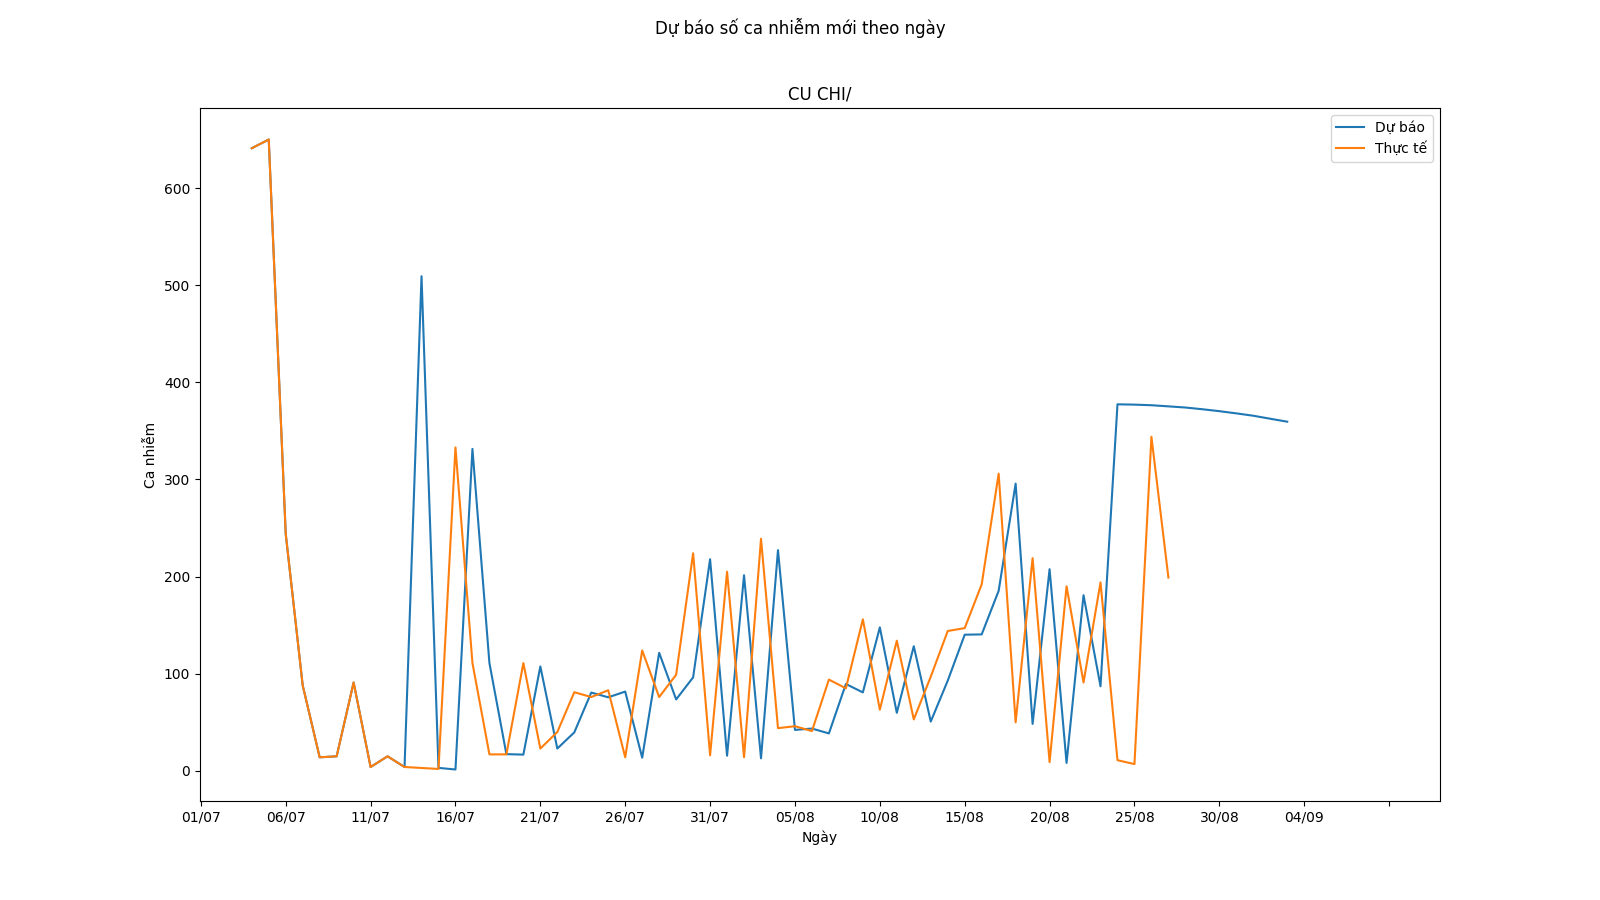 Dự báo số ca nhiễm mới theo ngày
CU CHI/
Dự báo
Thực tế
Ca nhiễm
600
500
400
300
200
100
0
01/07 06/07 11/07 16/07 21/07 26/07 31/07 05/08 10/08 15/08 20/08 25/08 30/08 04/09
Ngày